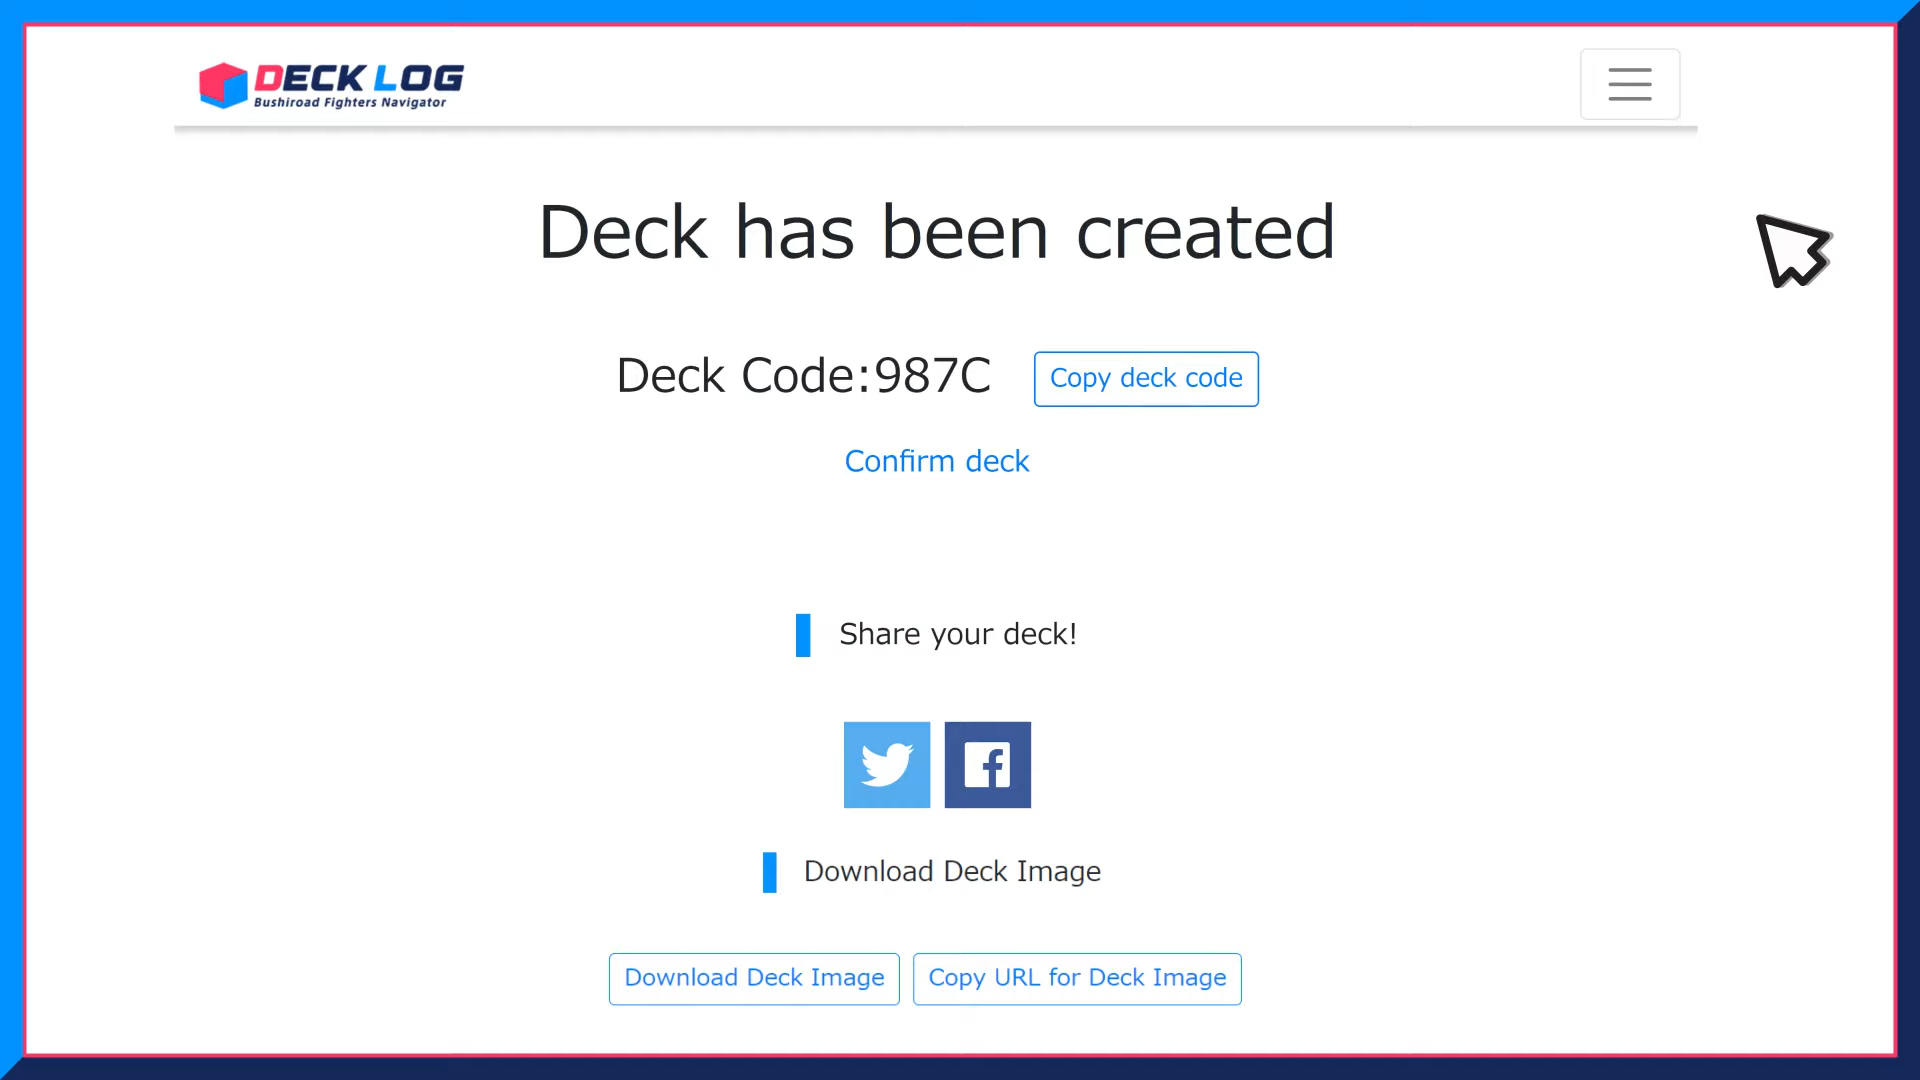 DECK LOG
Bushiroad Fighters Navigator
Deck has been created
Deck Code:987C
Copy deck code
Confirm deck
Share your deck!
Download Deck Image
Download Deck Image
Copy URL for Deck Image